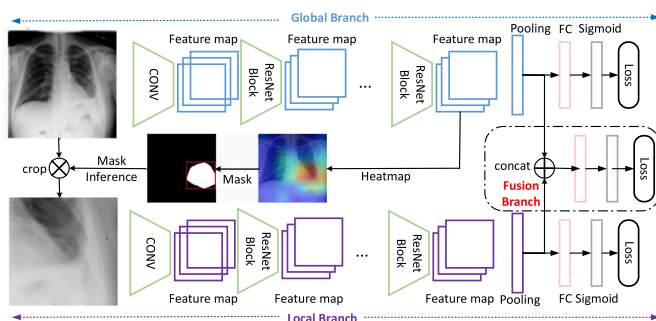 Global Branch
Feature map
Feature map
Feature map
Pooling
FC
Sigmoid
CONV
ResNet
Block
...
ResNet
Block
Loss
crop
Mask
Inference
Mask
Heatmap
concat
Fusion
Branch
Loss
CONV
ResNet
Block
...
ResNet
Block
Loss
Feature map
Feature map
Feature map
Pooling
FC
Sigmoid
Local Branch